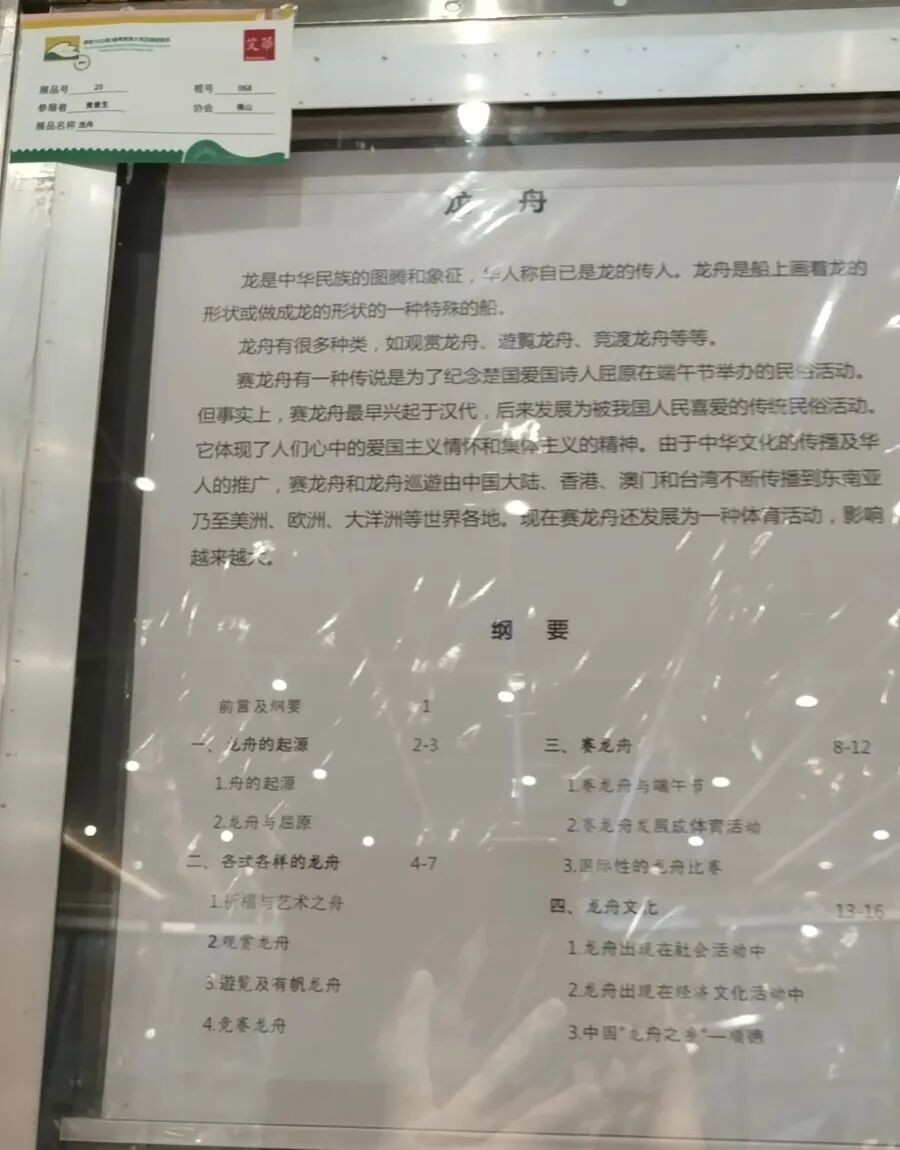 艾华
展品号 20 框号 068
参展者 协会 佛山
展品名称 龙舟
龙 舟
龙是中华民族的图腾和象征，华人称自已是龙的传人。龙舟是船上画着龙的
形状或做成龙的形状的一种特殊的船。
龙舟有很多种类，如观赏龙舟、遊覧龙舟、竞渡龙舟等等。
赛龙舟有一种传说是为了纪念楚国爱国诗人屈原在端午节举办的民俗活动。
但事实上，赛龙舟最早兴起于汉代，后来发展为被我国人民喜爱的传统民俗活动。
它体现了人们心中的爱国主义情怀和集体主义的精神。由于中华文化的传播及华
人的推广，赛龙舟和龙舟巡遊由中国大陆、香港、澳门和台湾不断传播到东南亚
乃至美洲、欧洲、大洋洲等世界各地。现在赛龙舟还发展为一种体育活动，影响
越来越大。
纲 要
前言及纲要 1
一、龙舟的起源 2-3
1.舟的起源
2.龙舟与屈原
二、各式各样的龙舟 4-7
1.祈福与艺术之舟
2.观赏龙舟
3.遊覧及有帆龙舟
4.竞赛龙舟
三、赛龙舟 8-12
1.赛龙舟与端午节
2.赛龙舟发展成体育活动
3.国际性的龙舟比赛
四、龙舟文化 13-16
1.龙舟出现在社会活动中
2.龙舟出现在经济文化活动中
3.中国"龙舟之乡"—顺德